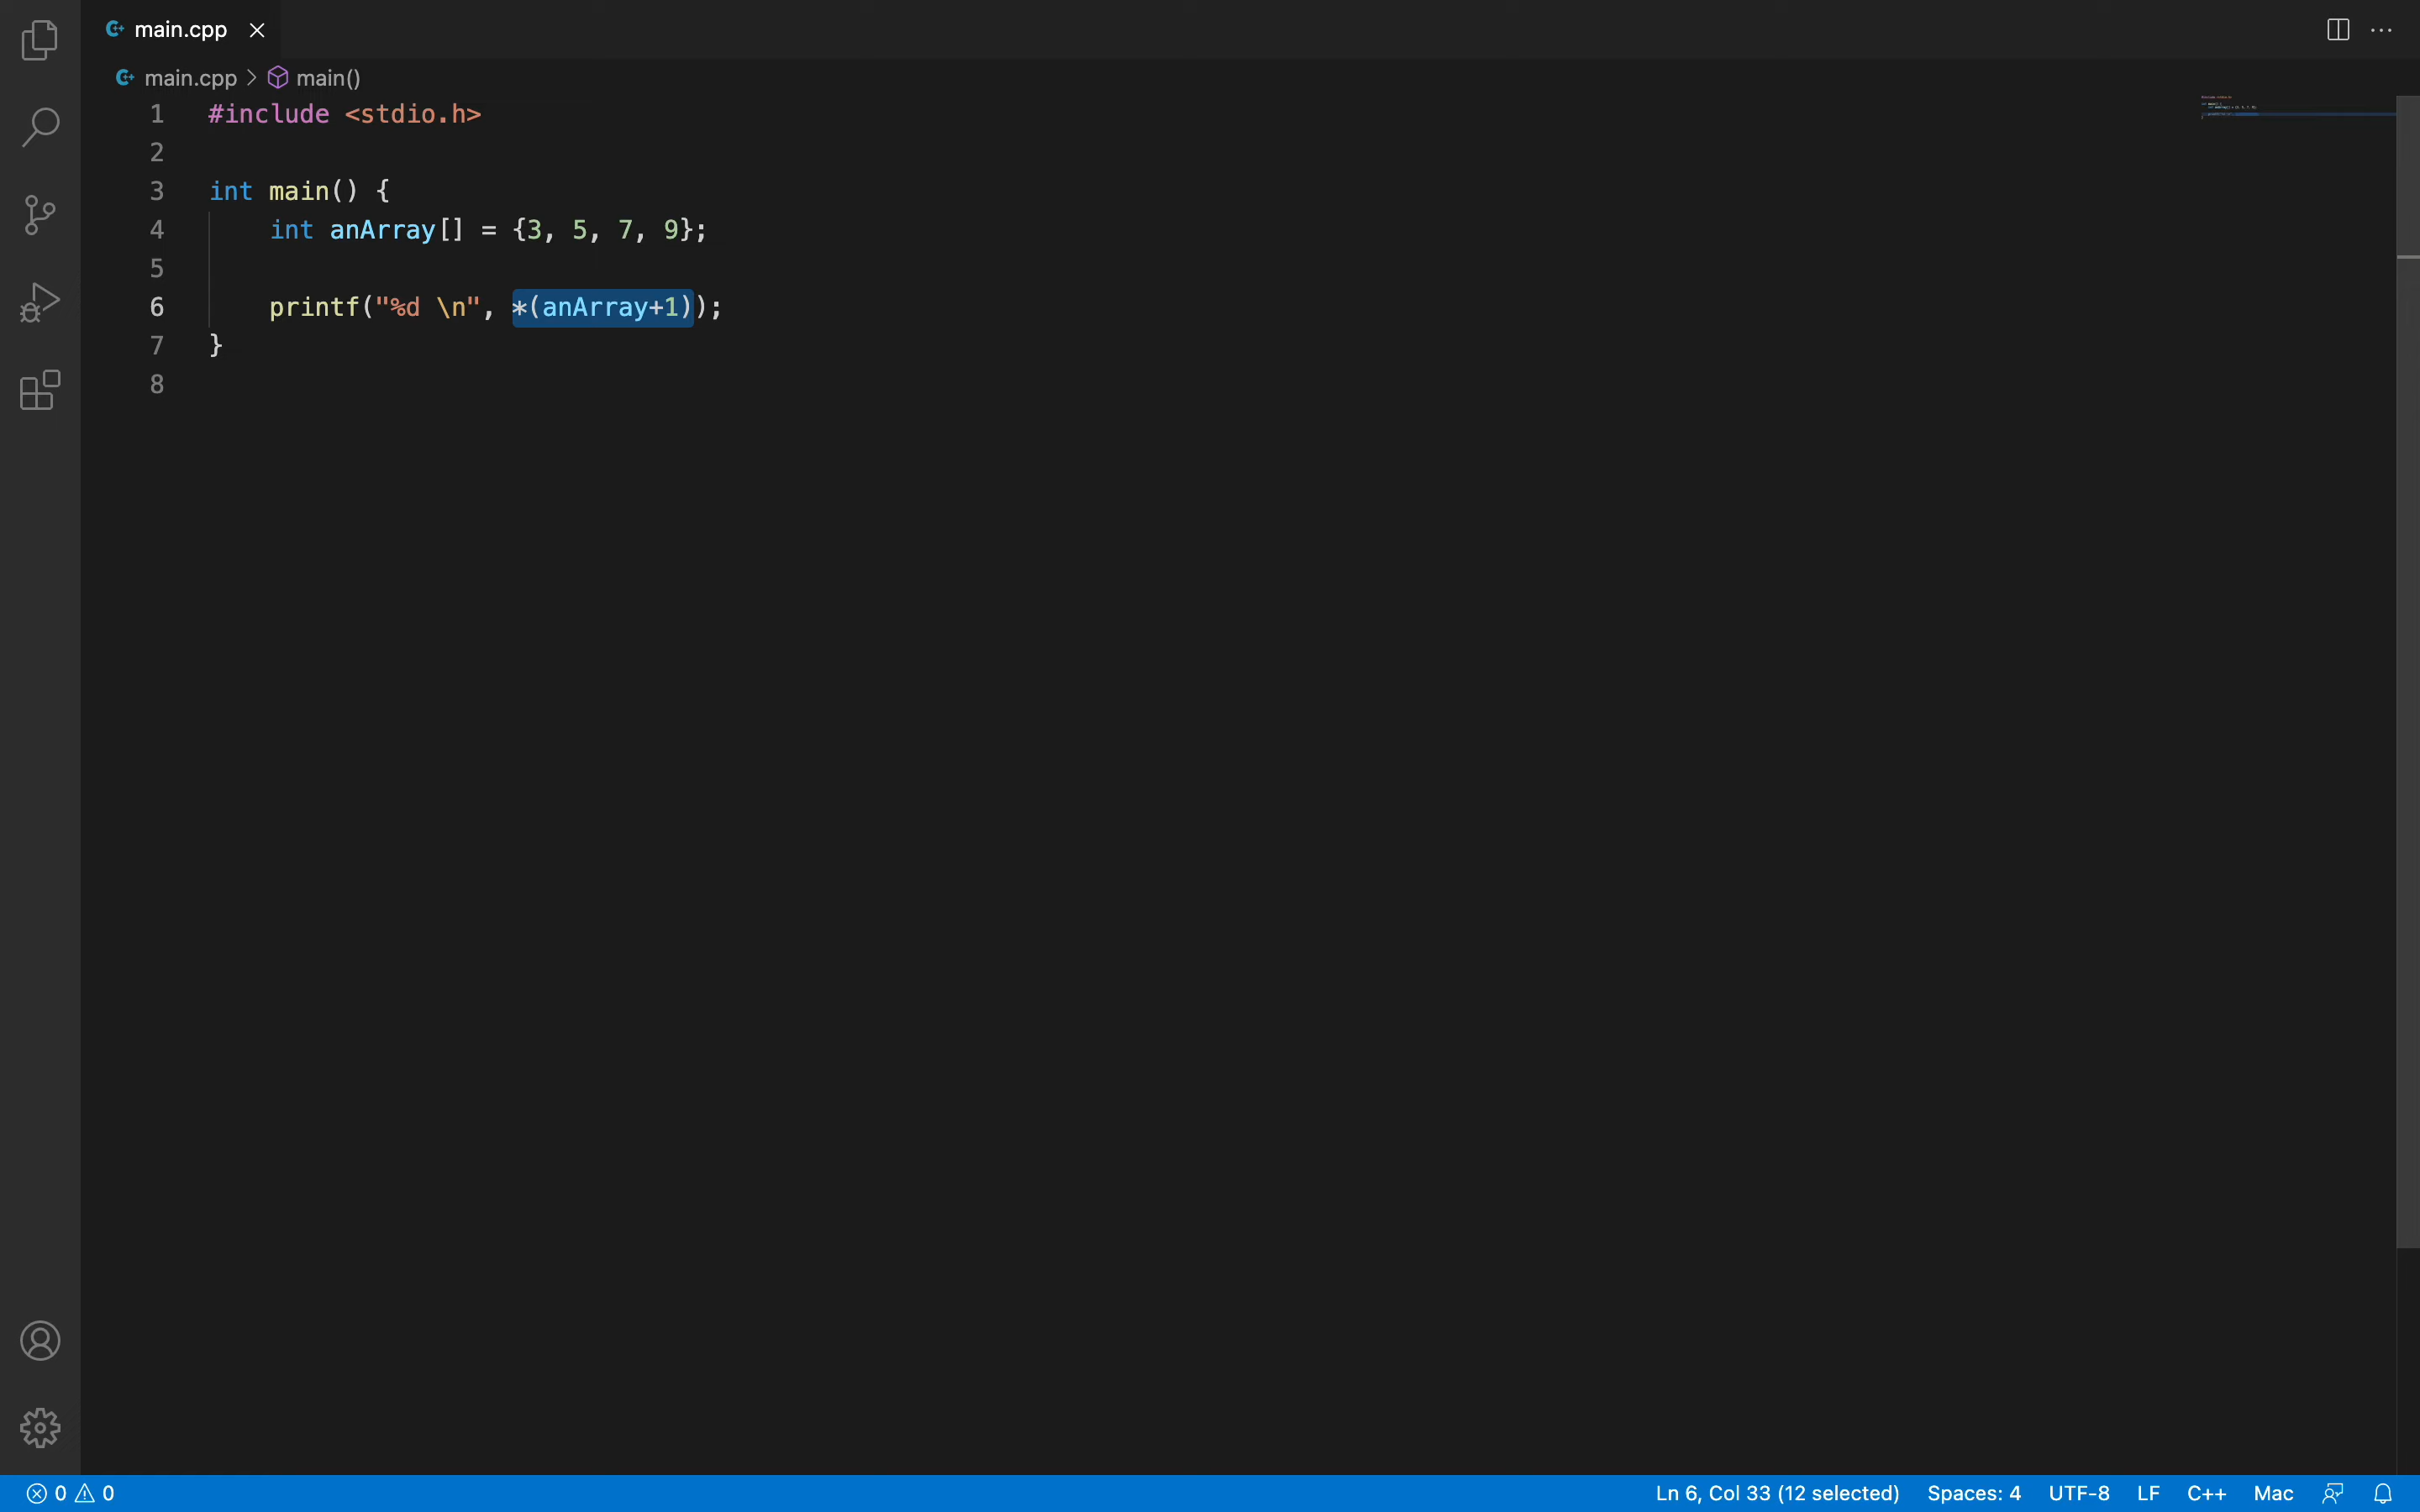 main.cpp
main.cpp > main()
1 #include <stdio.h>
2
3 int main() {
4     int anArray[] = {3, 5, 7, 9};
5
6     printf("%d \n", *(anArray+1));
7 }
8
0 0 Ln 6, Col 33 (12 selected) Spaces: 4 UTF-8 LF C++ Mac